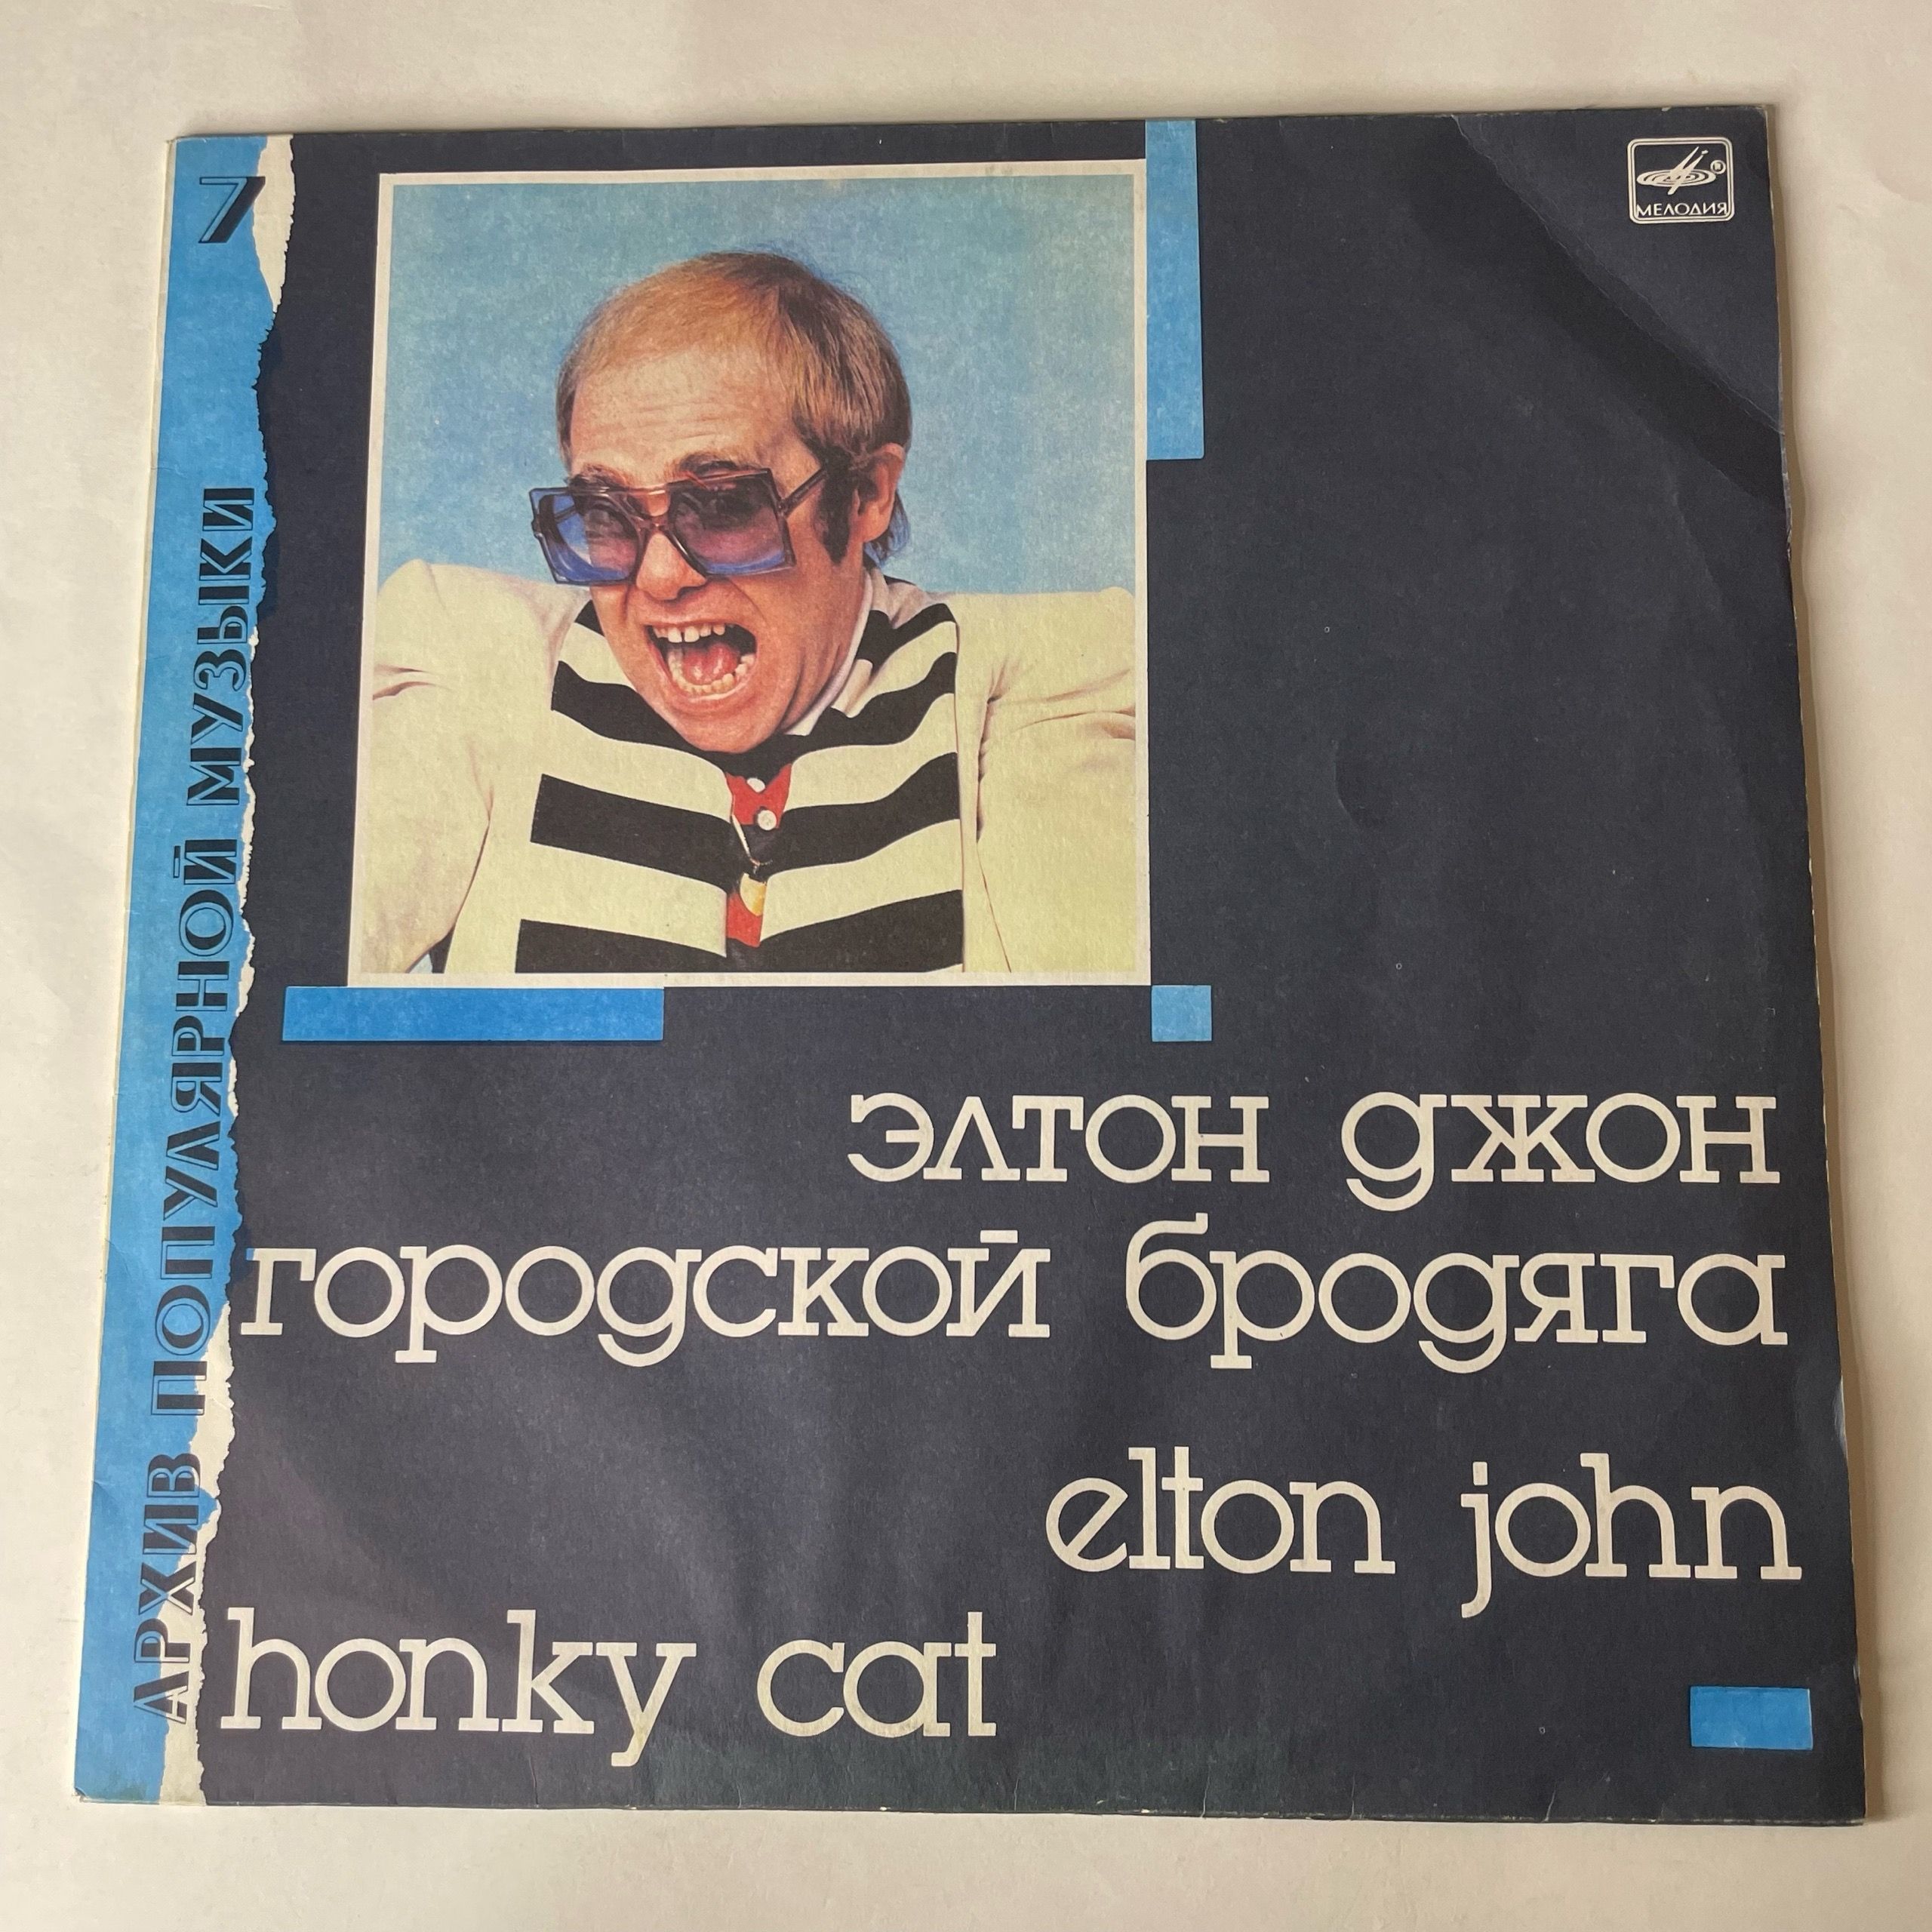 7
АРХИВ ПОПУЛЯРНОЙ МУЗЫКИ
МЕЛОДИЯ
элтон джон
городской бродяга
elton john
honky cat